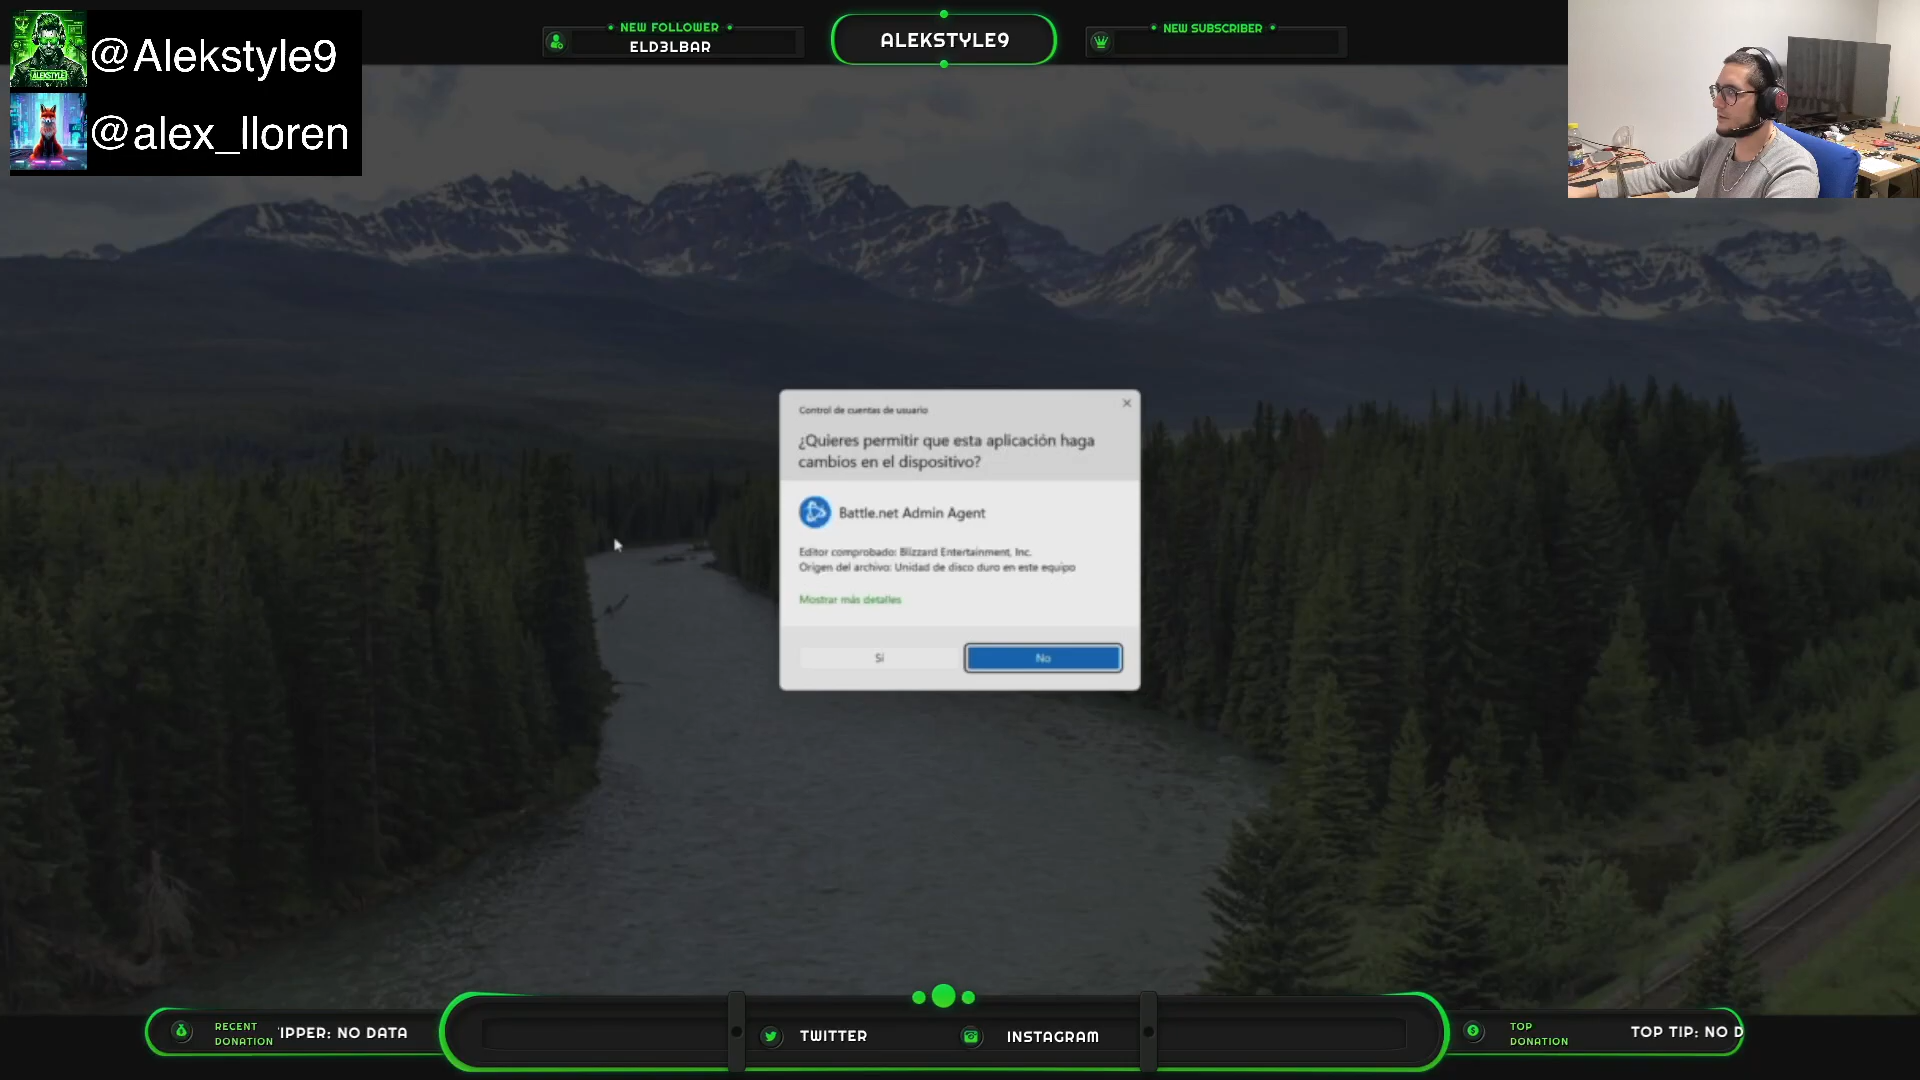 @Alekstyle9
@alex_lloren
ALEKSTYLE
NEW FOLLOWER
ELD3LBAR
ALEKSTYLE9
NEW SUBSCRIBER
Control de cuentas de usuario
¿Quieres permitir que esta aplicación haga
cambios en el dispositivo?
Battle.net Admin Agent
Editor comprobado: Blizzard Entertainment, Inc.
Origen del archivo: Unidad de disco duro en este equipo
Mostrar más detalles
Sí
No
RECENT
DONATION
IPPER: NO DATA
TWITTER
INSTAGRAM
TOP
DONATION
TOP TIP: NO D